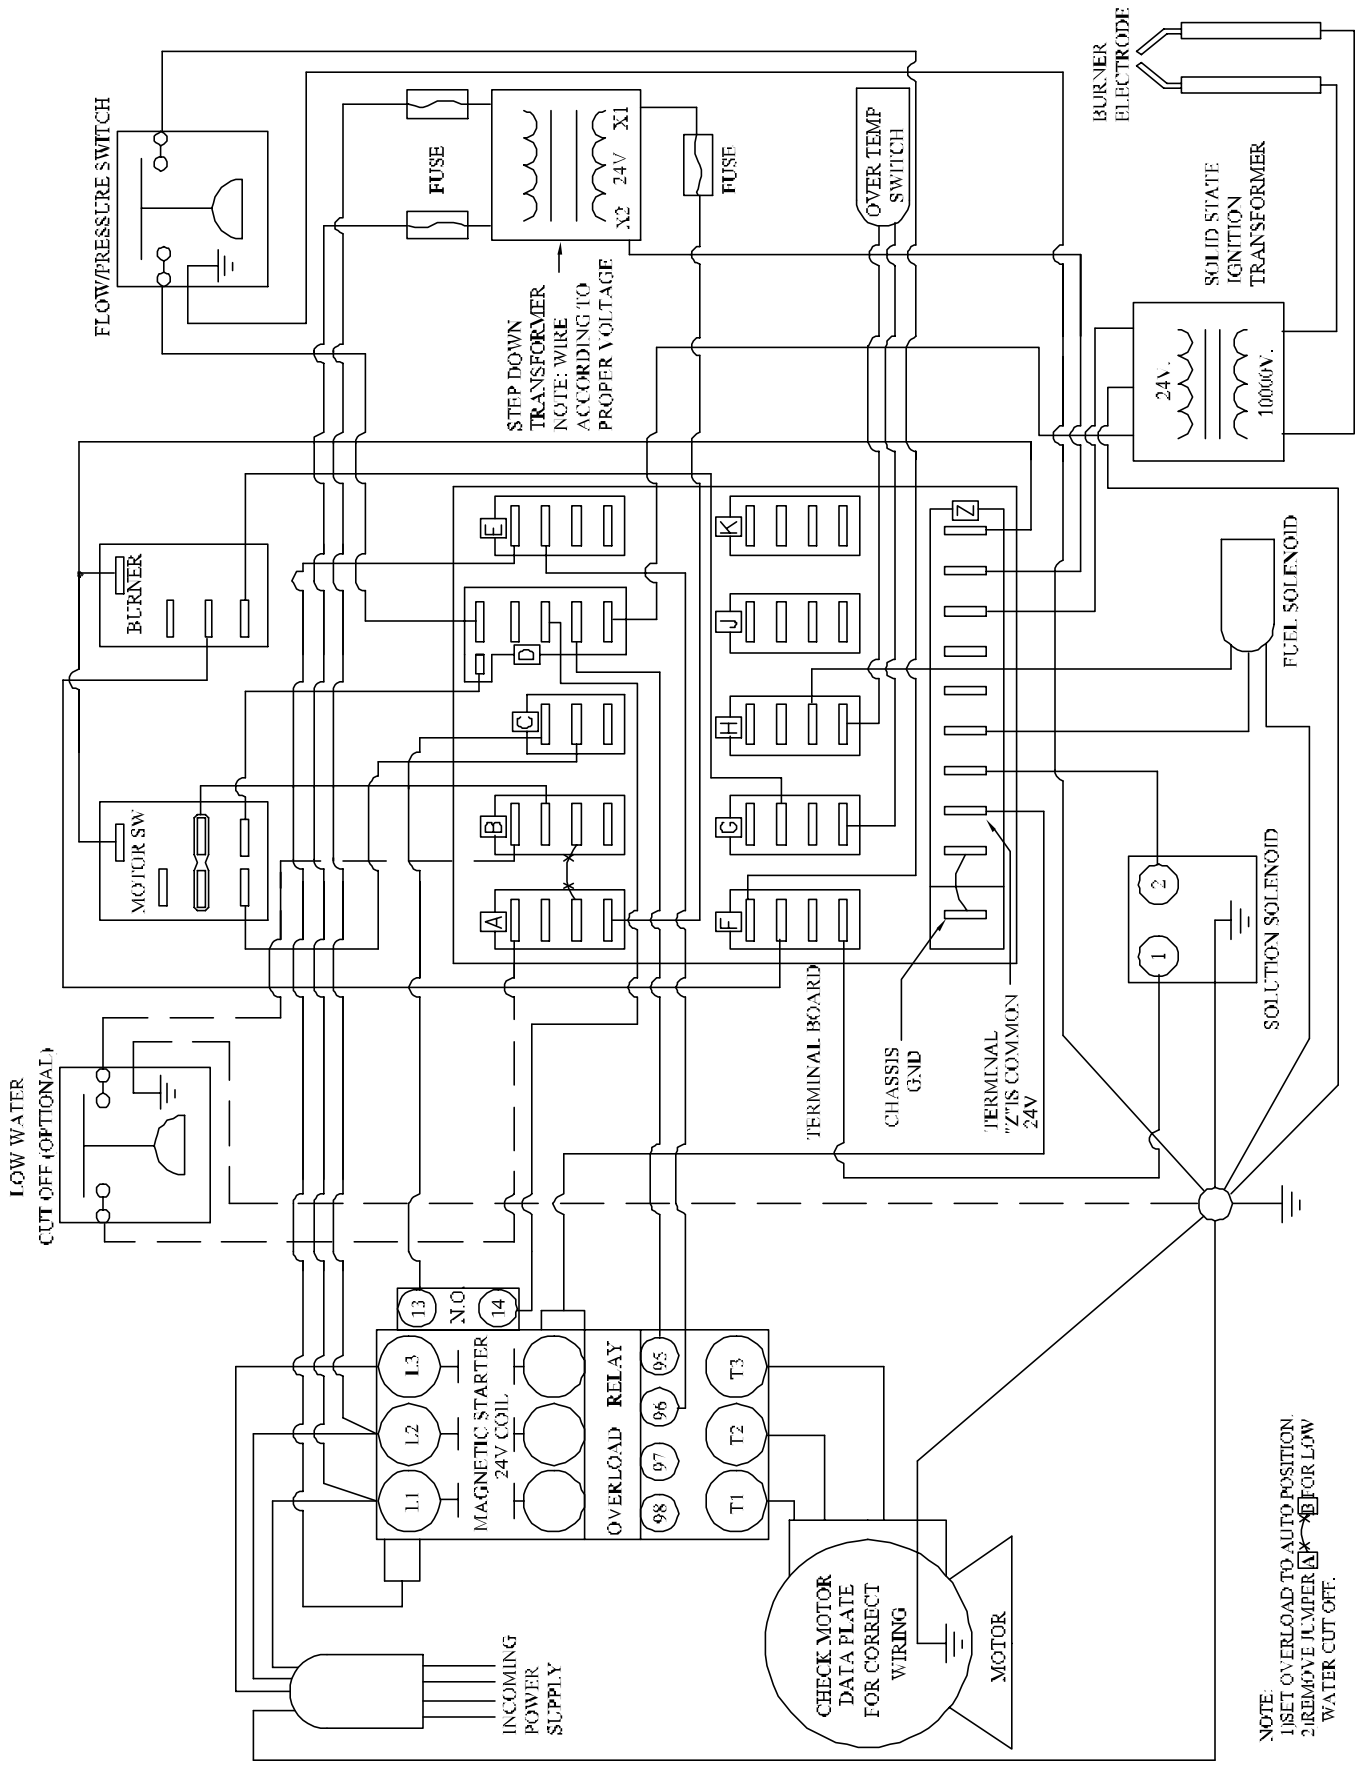 LOW WATER
CUT OFF (OPTIONAL)
MOTOR SW
BURNER
FLOW/PRESSURE SWITCH
INCOMING
POWER
SUPPLY
L1
L2
L3
13
N.O.
14
MAGNETIC STARTER
24V COIL
OVERLOAD RELAY
98
97
96
95
T1
T2
T3
CHECK MOTOR
DATA PLATE
FOR CORRECT
WIRING
MOTOR
A
B
C
D
E
F
G
H
J
K
Z
TERMINAL BOARD
CHASSIS
GND
TERMINAL
"Z"IS COMMON
24V
STEP DOWN
TRANSFORMER
NOTE: WIRE
ACCORDING TO
PROPER VOLTAGE
FUSE
X2 24V X1
FUSE
OVER TEMP
SWITCH
1
2
SOLUTION SOLENOID
FUEL SOLENOID
24V.
10000V.
SOLID STATE
IGNITION
TRANSFORMER
BURNER
ELECTRODE
NOTE:
1)SET OVERLOAD TO AUTO POSITION.
2)REMOVE JUMPER A B FOR LOW
WATER CUT OFF.